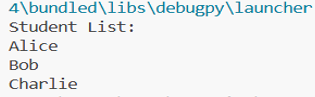 4\bundled\libs\debugpy\launcher
Student List:
Alice
Bob
Charlie